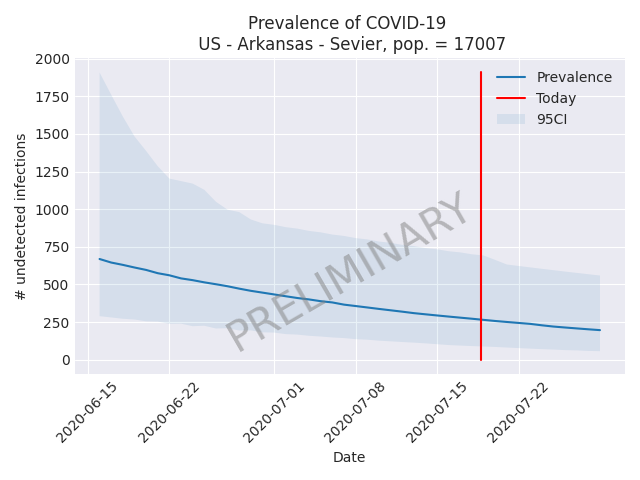 Prevalence of COVID-19
US - Arkansas - Sevier, pop. = 17007
# undetected infections
2000
1750
1500
1250
1000
750
500
250
0
Prevalence
Today
95CI
PRELIMINARY
2020-06-15
2020-06-22
2020-07-01
2020-07-08
2020-07-15
2020-07-22
Date